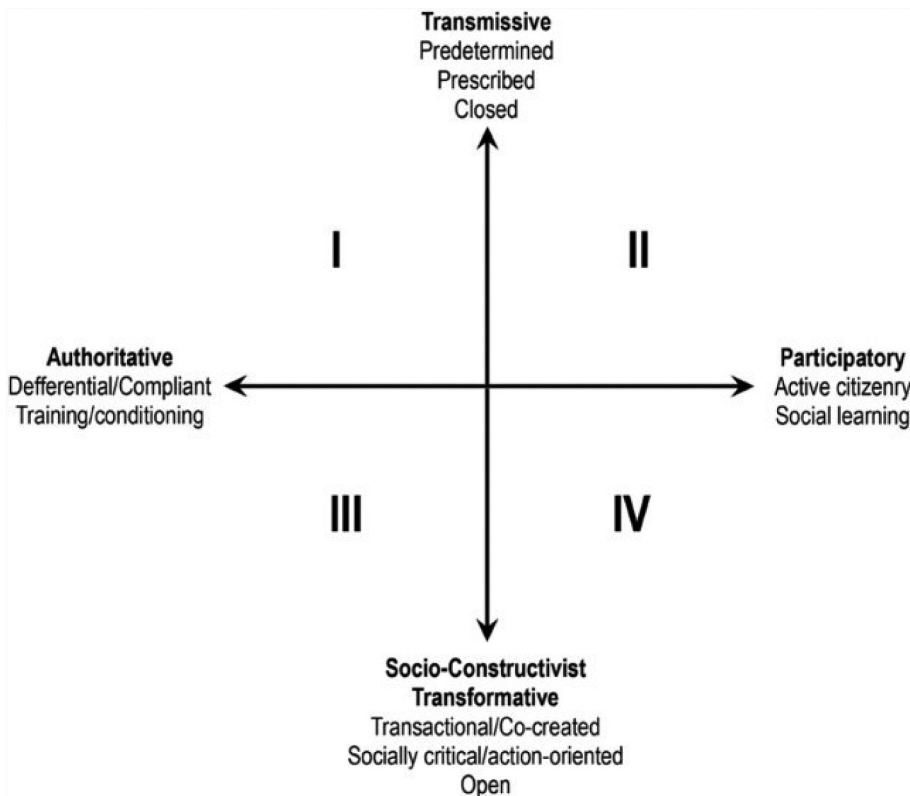 Transmissive
Predetermined
Prescribed
Closed
I
II
Authoritative
Defferential/Compliant
Training/conditioning
Participatory
Active citizenry
Social learning
III
IV
Socio-Constructivist
Transformative
Transactional/Co-created
Socially critical/action-oriented
Open